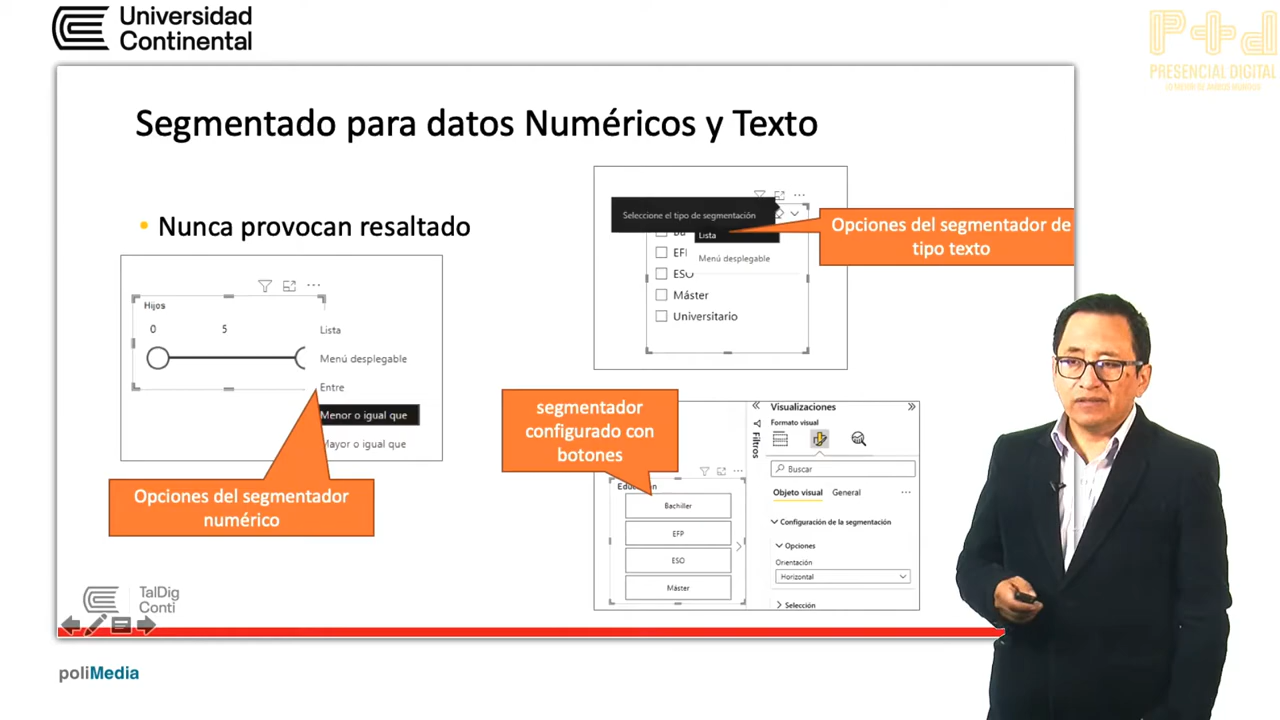 Universidad
Continental
PRESENCIAL DIGITAL
Segmentado para datos Numéricos y Texto
• Nunca provocan resaltado
Hijos
0 5
Lista
Menú desplegable
Entre
Menor o igual que
Mayor o igual que
Opciones del segmentador
numérico
Seleccione el tipo de segmentación
Lista
Menú desplegable
ESO
Máster
Universitario
Opciones del segmentador de
tipo texto
segmentador
configurado con
botones
Bachiller
EFP
ESO
Máster
Visualizaciones
Formato visual
Filtros
Buscar
Objeto visual General
Configuración de la segmentación
Opciones
Orientación
Horizontal
Selección
TalDig
Conti
poliMedia